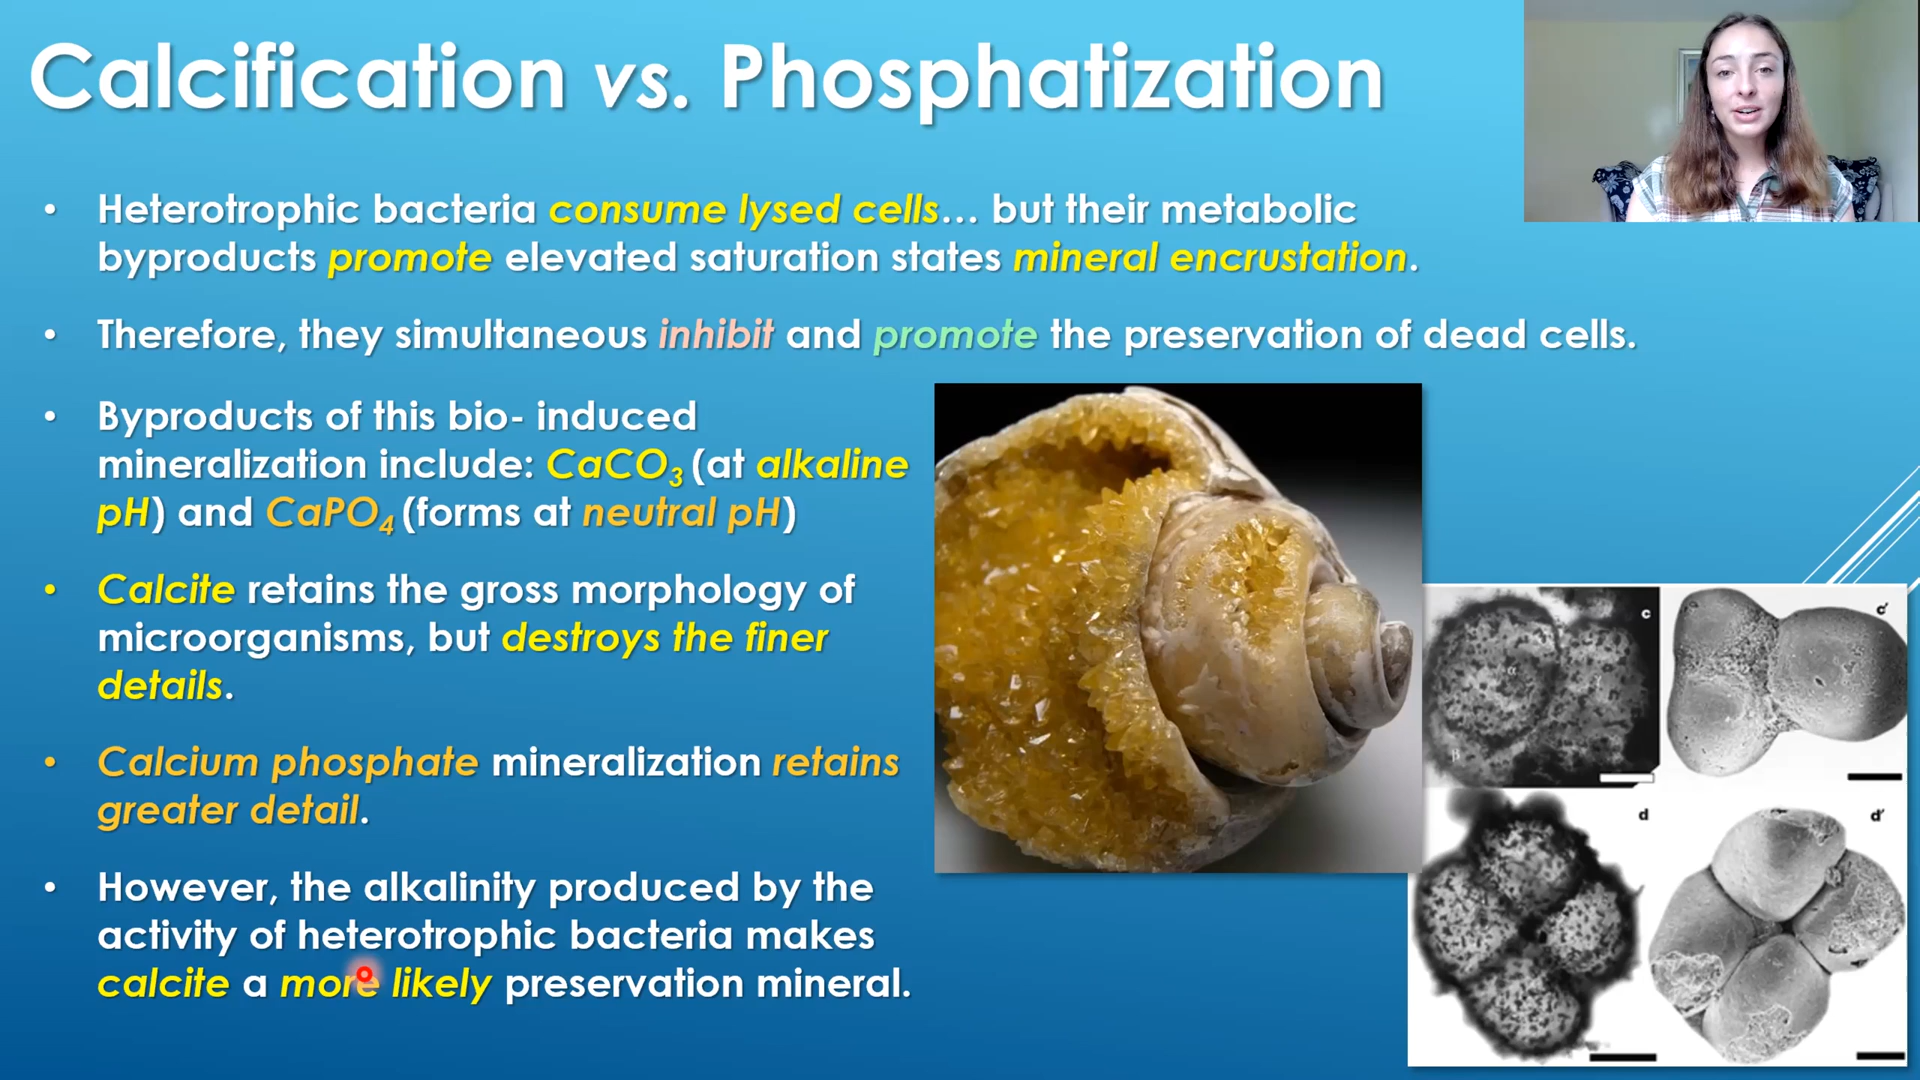 Calcification vs. Phosphatization
• Heterotrophic bacteria consume lysed cells… but their metabolic
byproducts promote elevated saturation states mineral encrustation.
• Therefore, they simultaneous inhibit and promote the preservation of dead cells.
• Byproducts of this bio- induced
mineralization include: CaCO₃ (at alkaline
pH) and CaPO₄ (forms at neutral pH)
• Calcite retains the gross morphology of
microorganisms, but destroys the finer
details.
• Calcium phosphate mineralization retains
greater detail.
• However, the alkalinity produced by the
activity of heterotrophic bacteria makes
calcite a more likely preservation mineral.
c
c'
α
β
d
d'